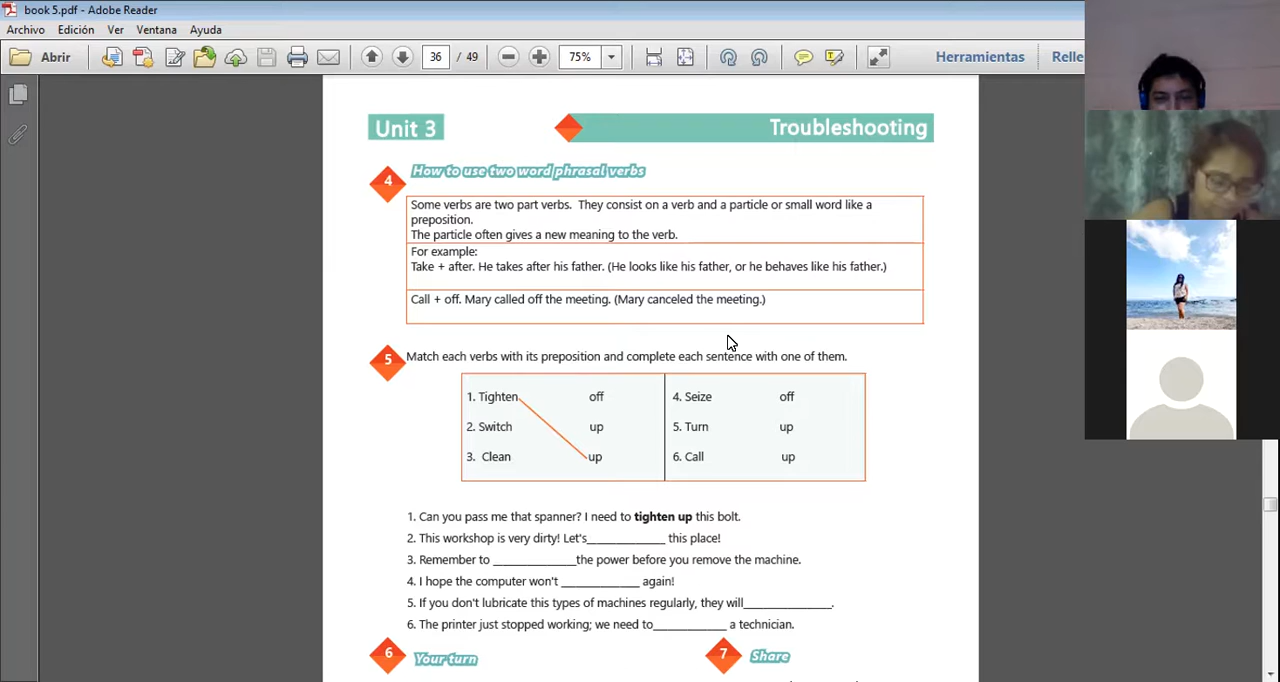 book 5.pdf - Adobe Reader
Archivo Edición Ver Ventana Ayuda
Abrir 36 / 49 75% Herramientas Relle
Unit 3 Troubleshooting
4 How to use two word phrasal verbs
Some verbs are two part verbs. They consist on a verb and a particle or small word like a
preposition.
The particle often gives a new meaning to the verb.
For example:
Take + after. He takes after his father. (He looks like his father, or he behaves like his father.)
Call + off. Mary called off the meeting. (Mary canceled the meeting.)
5 Match each verbs with its preposition and complete each sentence with one of them.
1. Tighten off 4. Seize off
2. Switch up 5. Turn up
3. Clean up 6. Call up
1. Can you pass me that spanner? I need to tighten up this bolt.
2. This workshop is very dirty! Let's____________ this place!
3. Remember to _____________the power before you remove the machine.
4. I hope the computer won't ____________ again!
5. If you don't lubricate this types of machines regularly, they will______________.
6. The printer just stopped working; we need to___________ a technician.
6 Your turn 7 Share